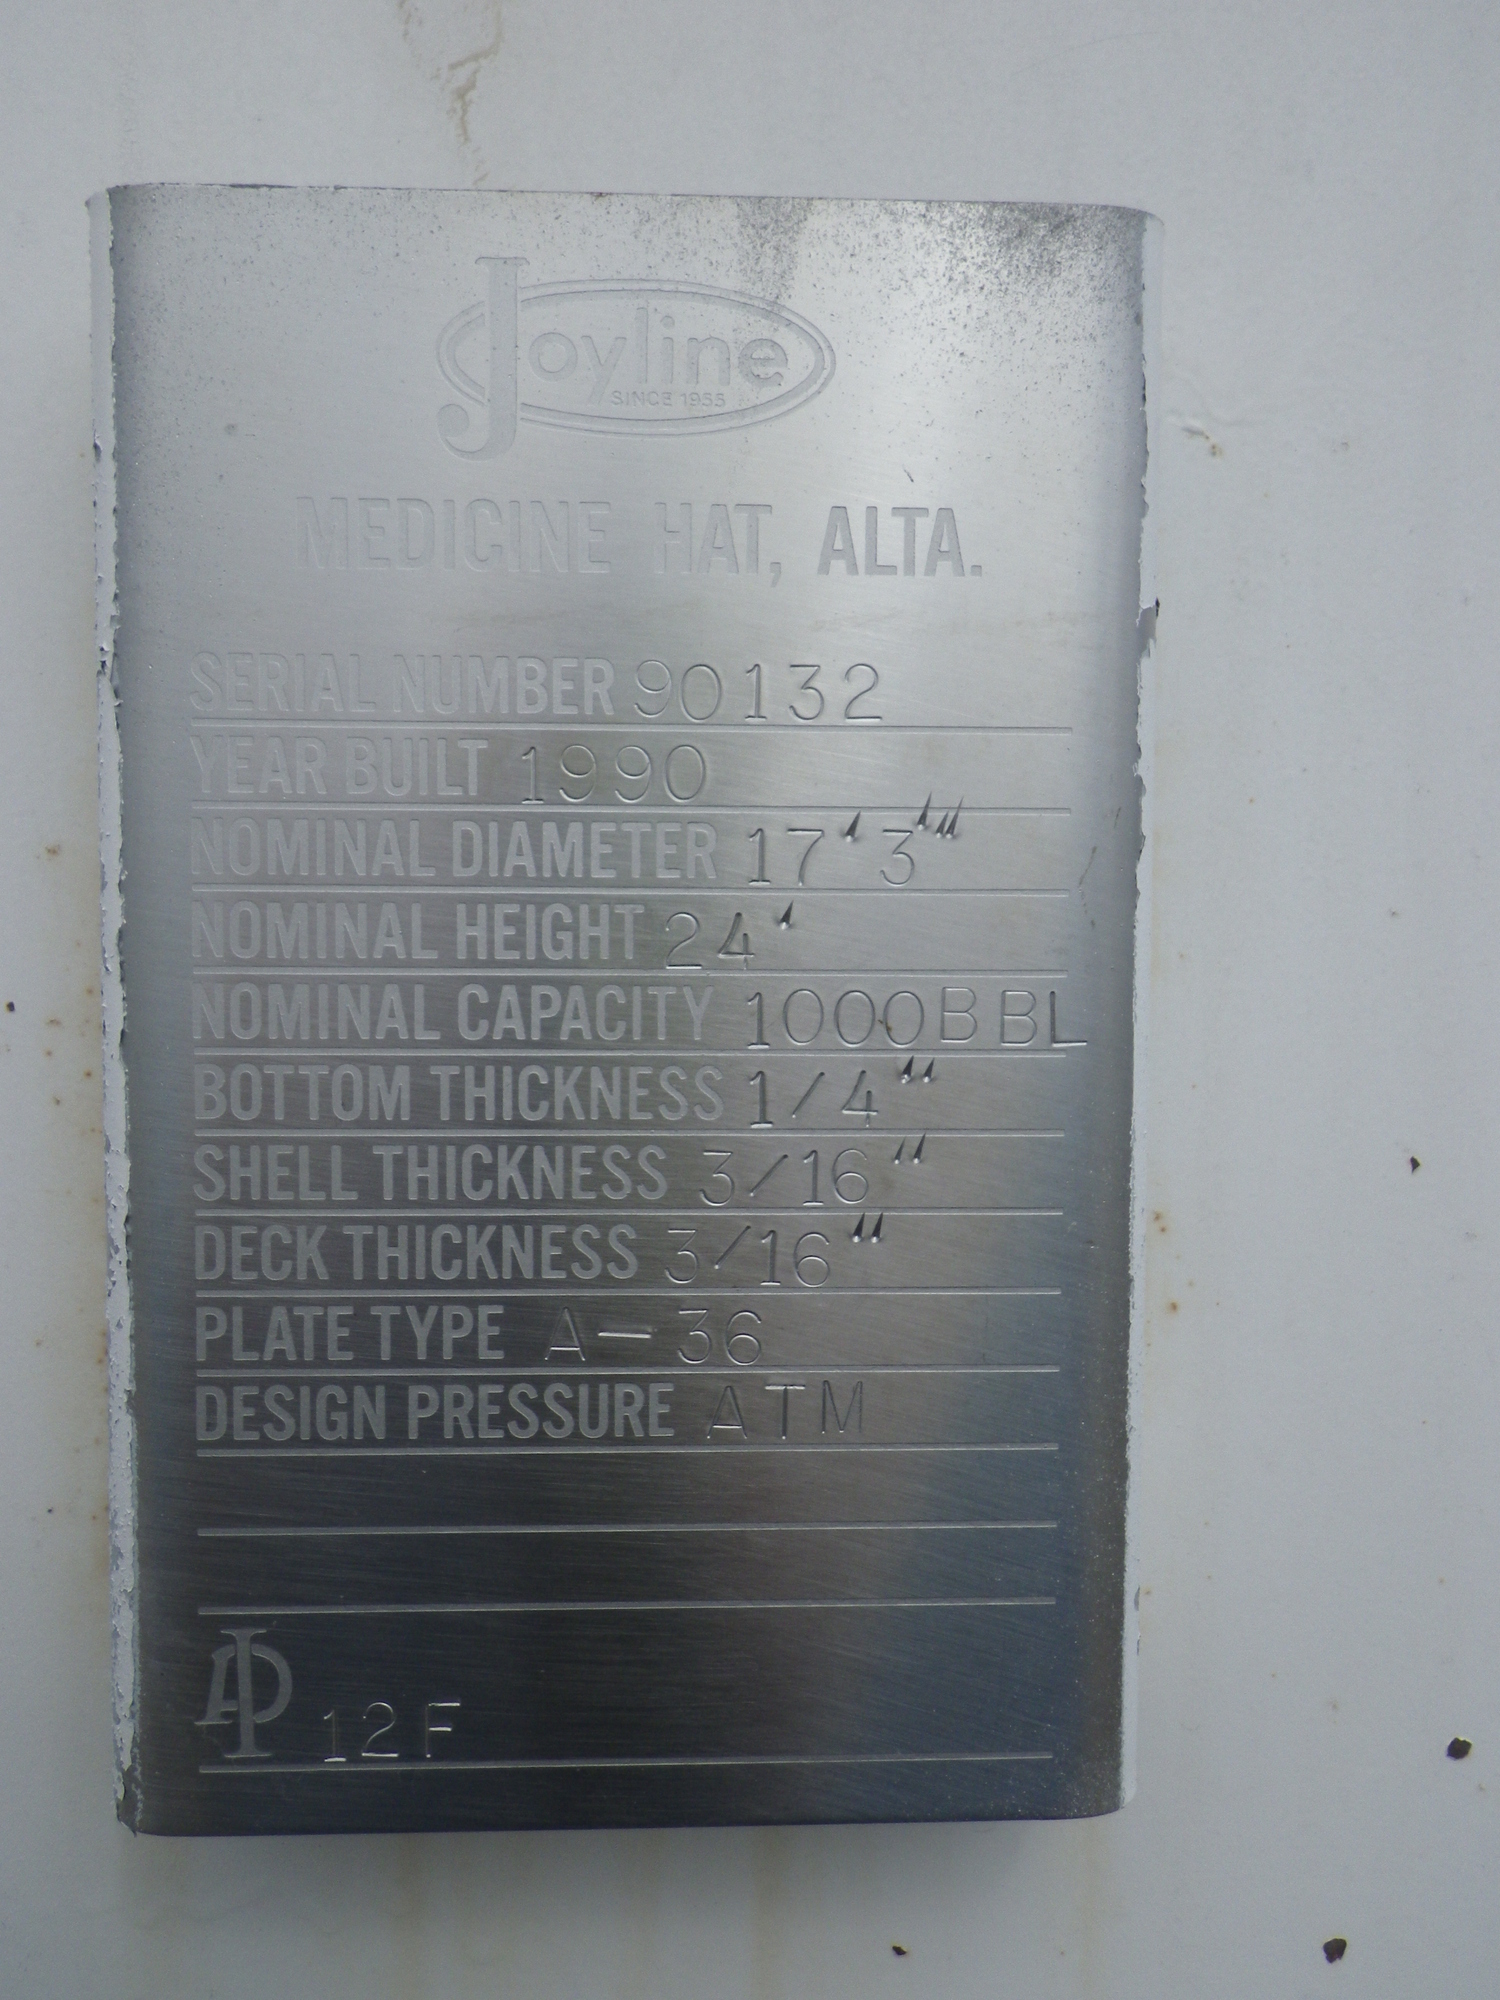 Joyline
SINCE 1955
MEDICINE HAT, ALTA.
SERIAL NUMBER 90132
YEAR BUILT 1990
NOMINAL DIAMETER 17'3'"
NOMINAL HEIGHT 24'
NOMINAL CAPACITY 1000BBL
BOTTOM THICKNESS 1/4"
SHELL THICKNESS 3/16"
DECK THICKNESS 3/16"
PLATE TYPE A-36
DESIGN PRESSURE ATM
API 12F